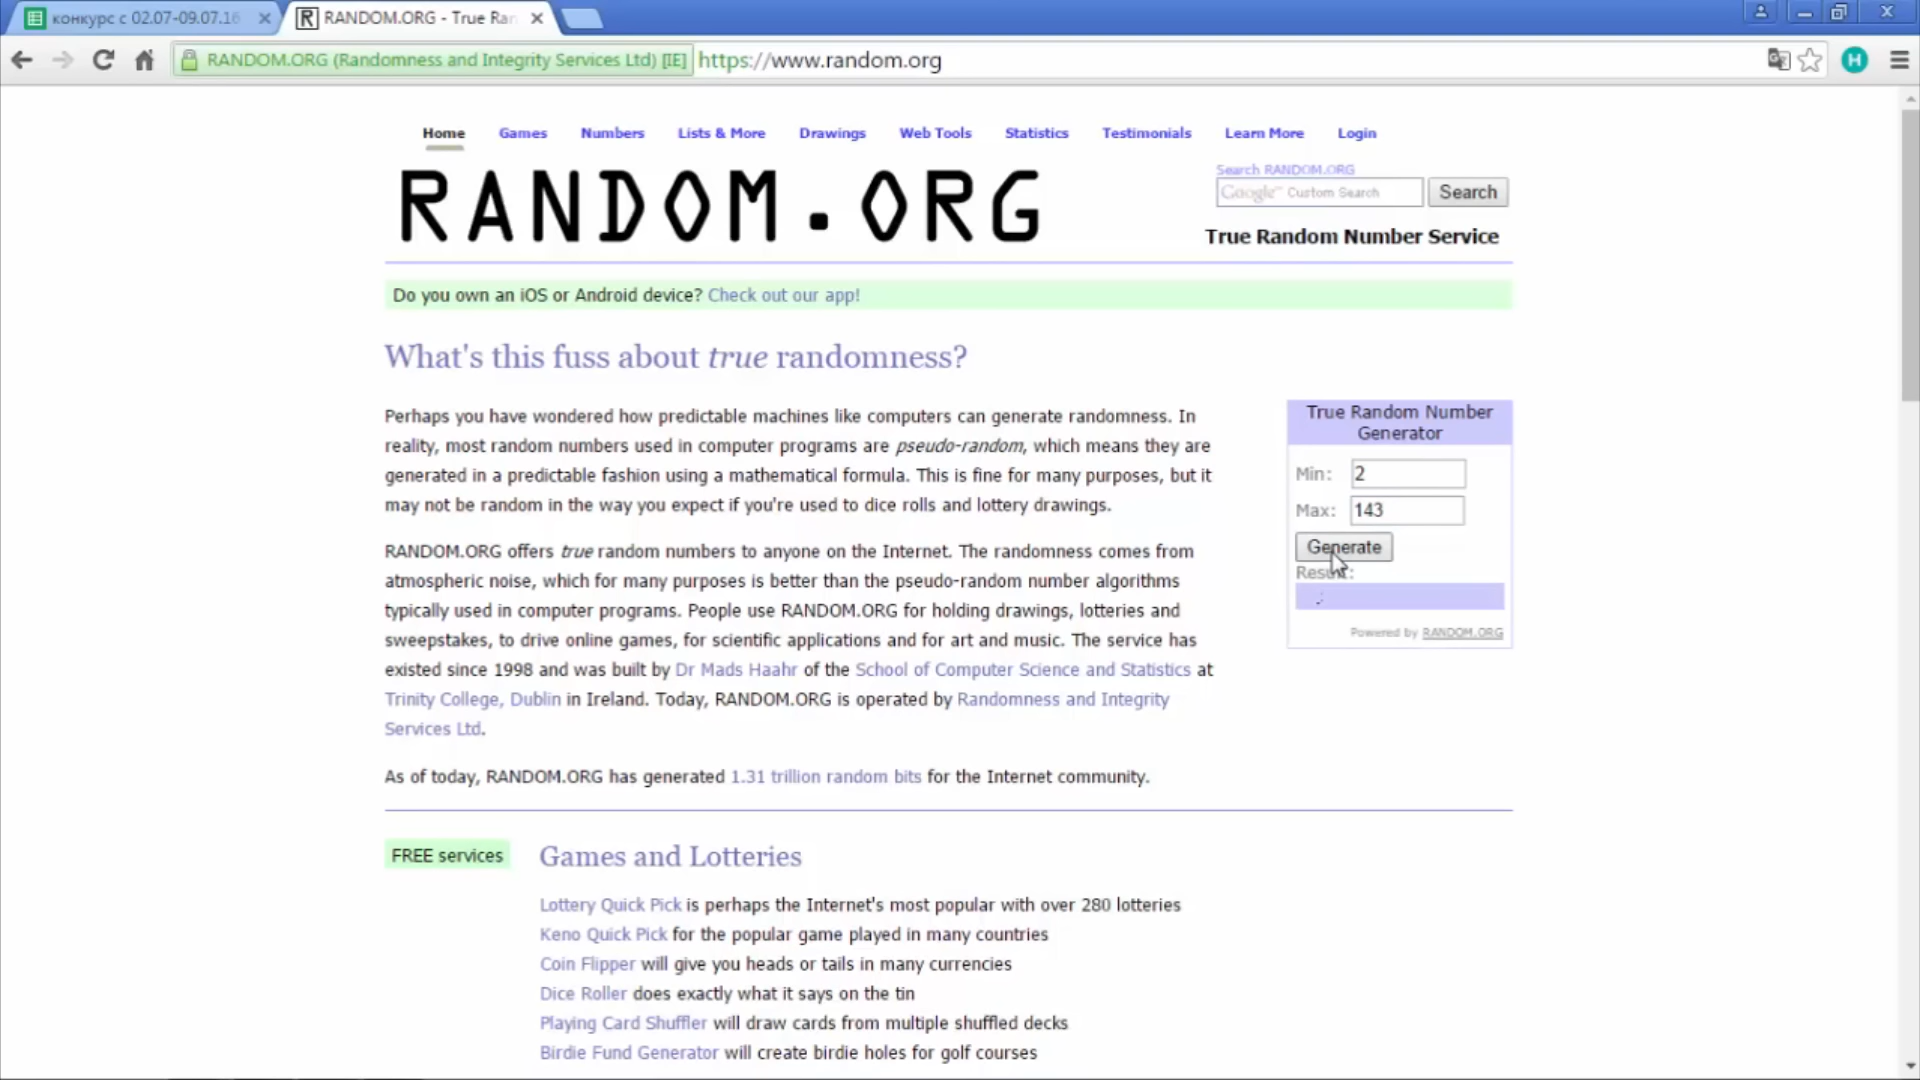 конкурс с 02.07-09.07.16
RANDOM.ORG - True Ran
RANDOM.ORG (Randomness and Integrity Services Ltd) [IE] https://www.random.org
H
Home Games Numbers Lists & More Drawings Web Tools Statistics Testimonials Learn More Login
RANDOM.ORG
Search RANDOM.ORG
Google™ Custom Search Search
True Random Number Service
Do you own an iOS or Android device? Check out our app!
What's this fuss about true randomness?
Perhaps you have wondered how predictable machines like computers can generate randomness. In
reality, most random numbers used in computer programs are pseudo-random, which means they are
generated in a predictable fashion using a mathematical formula. This is fine for many purposes, but it
may not be random in the way you expect if you're used to dice rolls and lottery drawings.
RANDOM.ORG offers true random numbers to anyone on the Internet. The randomness comes from
atmospheric noise, which for many purposes is better than the pseudo-random number algorithms
typically used in computer programs. People use RANDOM.ORG for holding drawings, lotteries and
sweepstakes, to drive online games, for scientific applications and for art and music. The service has
existed since 1998 and was built by Dr Mads Haahr of the School of Computer Science and Statistics at
Trinity College, Dublin in Ireland. Today, RANDOM.ORG is operated by Randomness and Integrity
Services Ltd.
As of today, RANDOM.ORG has generated 1.31 trillion random bits for the Internet community.
True Random Number
Generator
Min: 2
Max: 143
Generate
Result:
Powered by RANDOM.ORG
FREE services
Games and Lotteries
Lottery Quick Pick is perhaps the Internet's most popular with over 280 lotteries
Keno Quick Pick for the popular game played in many countries
Coin Flipper will give you heads or tails in many currencies
Dice Roller does exactly what it says on the tin
Playing Card Shuffler will draw cards from multiple shuffled decks
Birdie Fund Generator will create birdie holes for golf courses